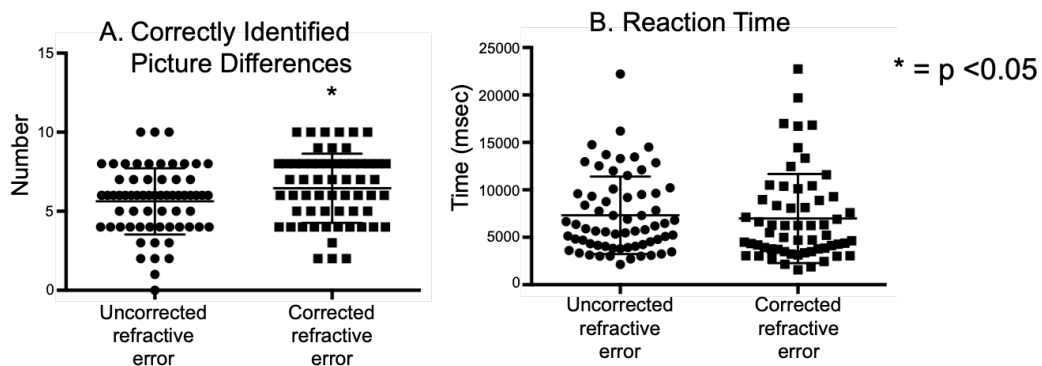 A. Correctly Identified
Picture Differences
*
15
10
5
0
Number
Uncorrected
refractive
error
Corrected
refractive
error
B. Reaction Time
25000
20000
15000
10000
5000
0
Time (msec)
Uncorrected
refractive
error
Corrected
refractive
error
* = p <0.05